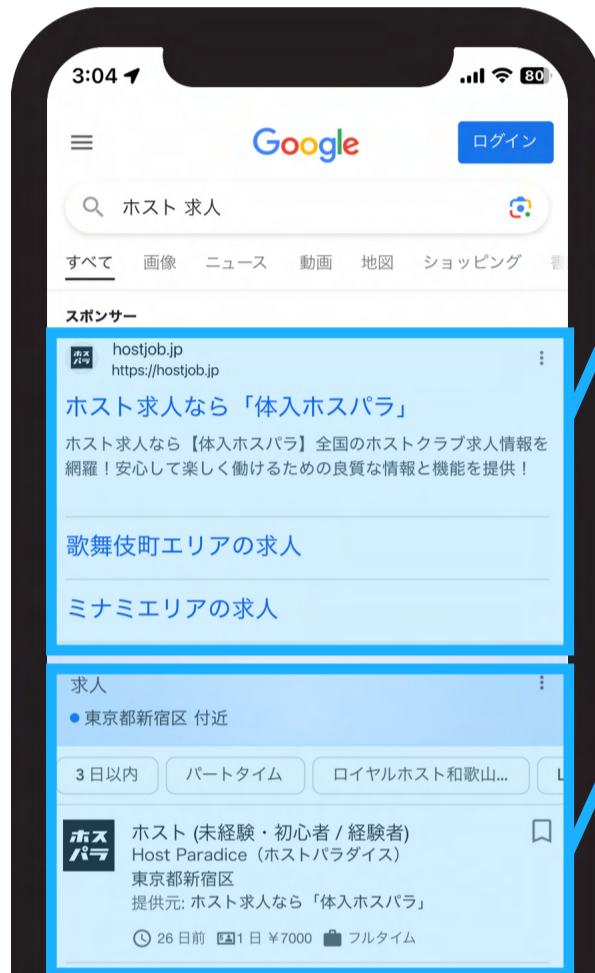 3:04
80
Google
ログイン
ホスト 求人
すべて 画像 ニュース 動画 地図 ショッピング
スポンサー
ホスパラ
hostjob.jp
https://hostjob.jp
ホスト求人なら「体入ホスパラ」
ホスト求人なら【体入ホスパラ】全国のホストクラブ求人情報を
網羅！安心して楽しく働けるための良質な情報と機能を提供！
歌舞伎町エリアの求人
ミナミエリアの求人
求人
東京都新宿区 付近
3 日以内 パートタイム ロイヤルホスト和歌山...
ホス
パラ
ホスト (未経験・初心者 / 経験者)
Host Paradice（ホストパラダイス）
東京都新宿区
提供元: ホスト求人なら「体入ホスパラ」
26 日前 1 日 ¥7000 フルタイム